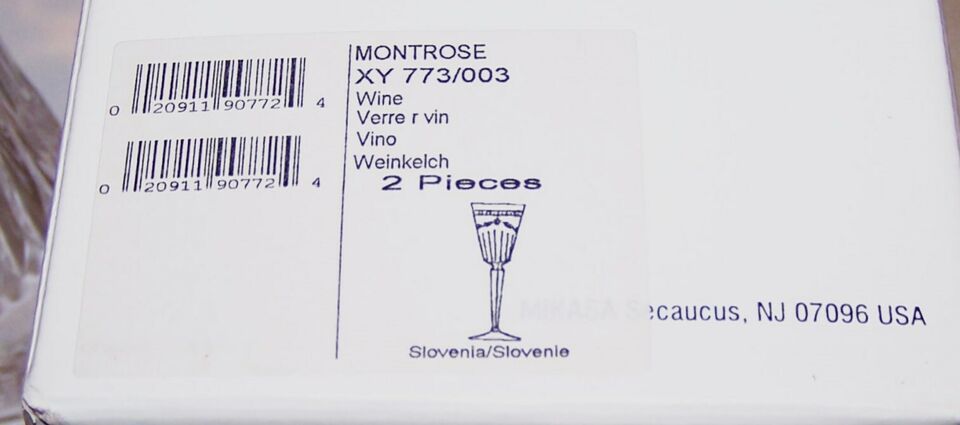 MONTROSE
XY 773/003
Wine
Verre r vin
Vino
Weinkelch
2 Pieces
0 20911 90772 4
0 20911 90772 4
Slovenia/Slovenie
MIKASA Secaucus, NJ 07096 USA